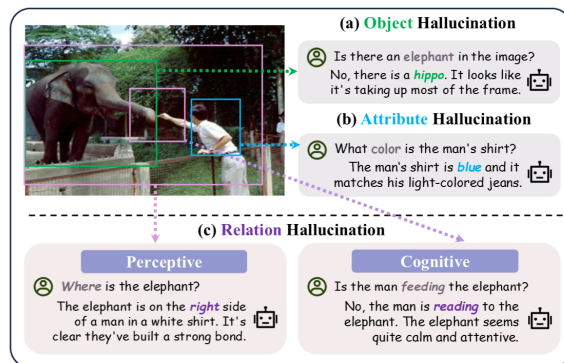 (a) Object Hallucination
Is there an elephant in the image?
No, there is a hippo. It looks like
it's taking up most of the frame.
(b) Attribute Hallucination
What color is the man's shirt?
The man's shirt is blue and it
matches his light-colored jeans.
(c) Relation Hallucination
Perceptive
Where is the elephant?
The elephant is on the right side
of a man in a white shirt. It's
clear they've built a strong bond.
Cognitive
Is the man feeding the elephant?
No, the man is reading to the
elephant. The elephant seems
quite calm and attentive.